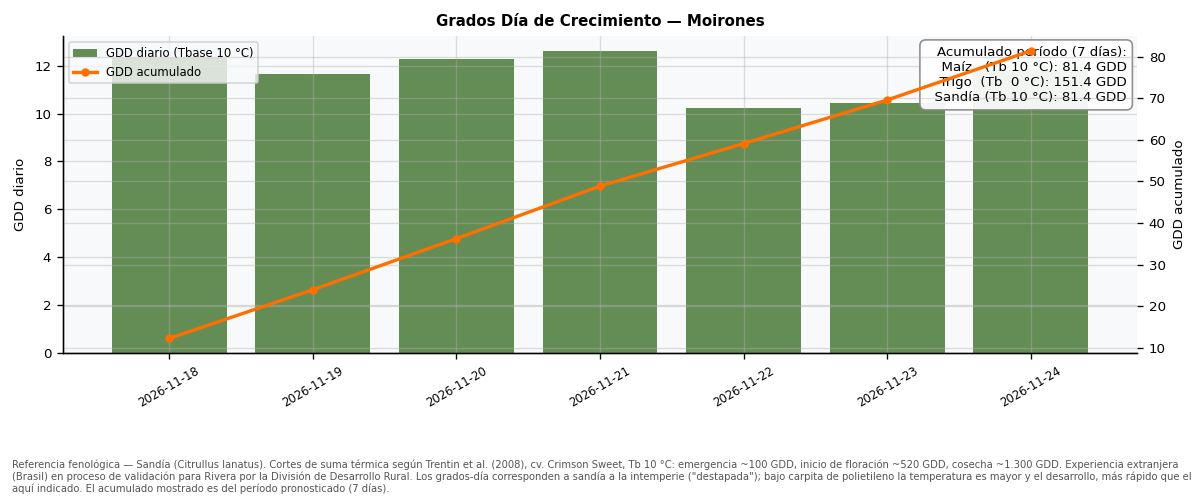 Grados Día de Crecimiento — Moirones
GDD diario (Tbase 10 °C)
GDD acumulado
Acumulado período (7 días):
Maíz (Tb 10 °C): 81.4 GDD
Trigo (Tb 0 °C): 151.4 GDD
Sandía (Tb 10 °C): 81.4 GDD
GDD diario
12
10
8
6
4
2
0
80
70
60
50
40
30
20
10
GDD acumulado
2026-11-18
2026-11-19
2026-11-20
2026-11-21
2026-11-22
2026-11-23
2026-11-24
Referencia fenológica — Sandía (Citrullus lanatus). Cortes de suma térmica según Trentin et al. (2008), cv. Crimson Sweet, Tb 10 °C: emergencia ~100 GDD, inicio de floración ~520 GDD, cosecha ~1.300 GDD. Experiencia extranjera
(Brasil) en proceso de validación para Rivera por la División de Desarrollo Rural. Los grados-día corresponden a sandía a la intemperie ("destapada"); bajo carpita de polietileno la temperatura es mayor y el desarrollo, más rápido que el
aquí indicado. El acumulado mostrado es del período pronosticado (7 días).